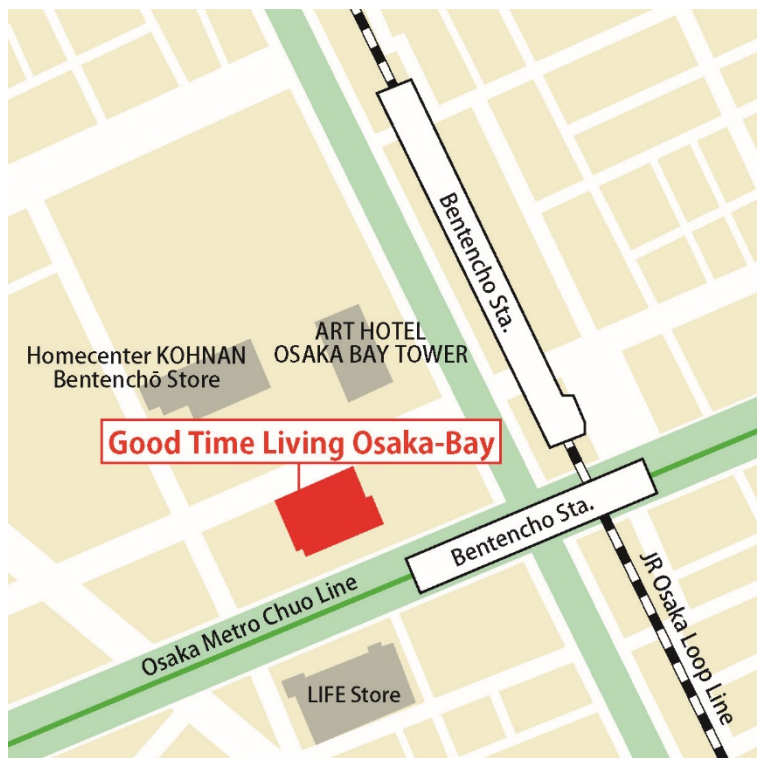 Bentencho Sta.
ART HOTEL
OSAKA BAY TOWER
Homecenter KOHNAN
Bentenchō Store
Good Time Living Osaka-Bay
Bentencho Sta.
Osaka Metro Chuo Line
JR Osaka Loop Line
LIFE Store